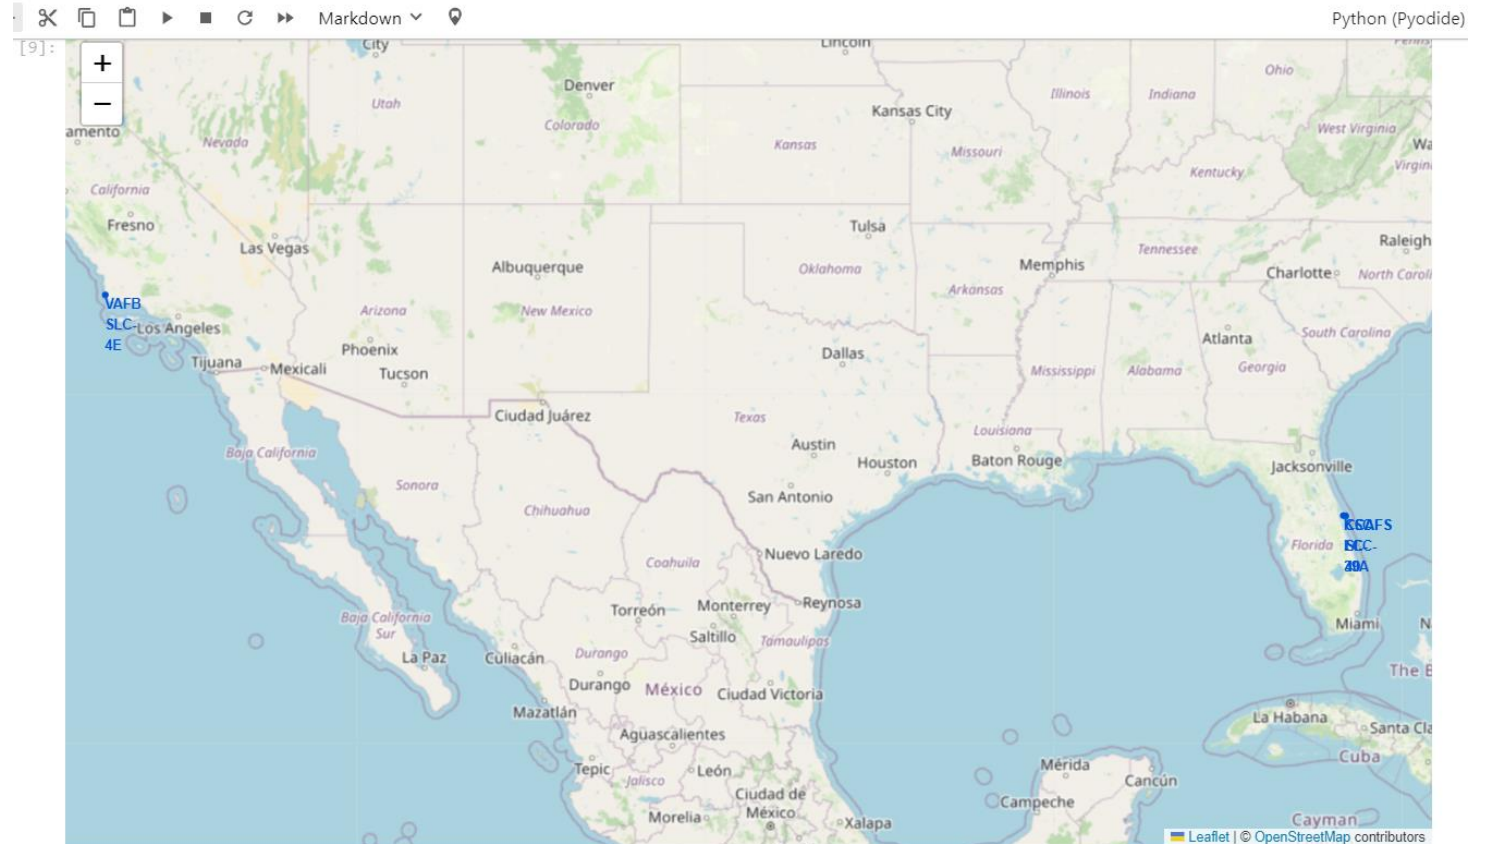 Markdown
Python (Pyodide)
[9]:
+
−
City
Lincoln
Denver
Utah
Colorado
Kansas City
Illinois
Indiana
Ohio
amento
Nevada
Kansas
Missouri
West Virginia
Wa
Virgin
Kentucky
California
Fresno
Las Vegas
Tulsa
Raleigh
Tennessee
Albuquerque
Oklahoma
Memphis
Charlotte
North Caroli
Arkansas
VAFB
SLC-
4E
Los Angeles
Arizona
New Mexico
Phoenix
Tucson
Tijuana
Mexicali
Dallas
Atlanta
South Carolina
Mississippi
Alabama
Georgia
Ciudad Juárez
Texas
Louisiana
Austin
Houston
Baton Rouge
Jacksonville
Baja California
Sonora
San Antonio
Chihuahua
Florida
Coahuila
Nuevo Laredo
Torreón
Monterrey
Reynosa
Miami
Baja California
Sur
Saltillo
Tamaulipas
La Paz
Culiacán
Durango
Durango
México
Ciudad Victoria
The B
Mazatlán
La Habana
Santa Cla
Aguascalientes
Cuba
Tepic
León
Mérida
Cancún
Jalisco
Ciudad de
México
Campeche
Morelia
Xalapa
Cayman
Leaflet | © OpenStreetMap contributors